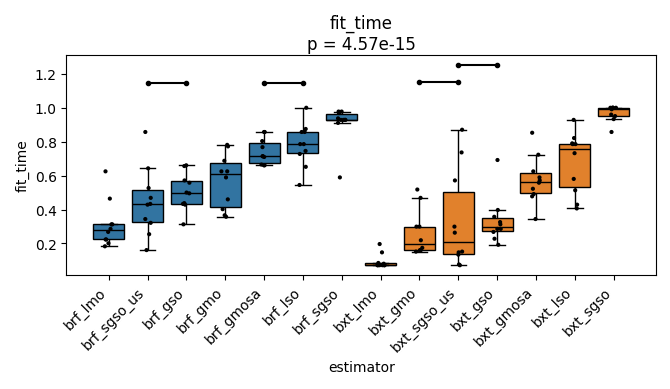 fit_time
p = 4.57e-15
fit_time
1.2
1.0
0.8
0.6
0.4
0.2
brf_lmo
brf_sgso_us
brf_gso
brf_gmo
brf_gmosa
brf_lso
brf_sgso
bxt_lmo
bxt_gmo
bxt_sgso_us
bxt_gso
bxt_gmosa
bxt_lso
bxt_sgso
estimator